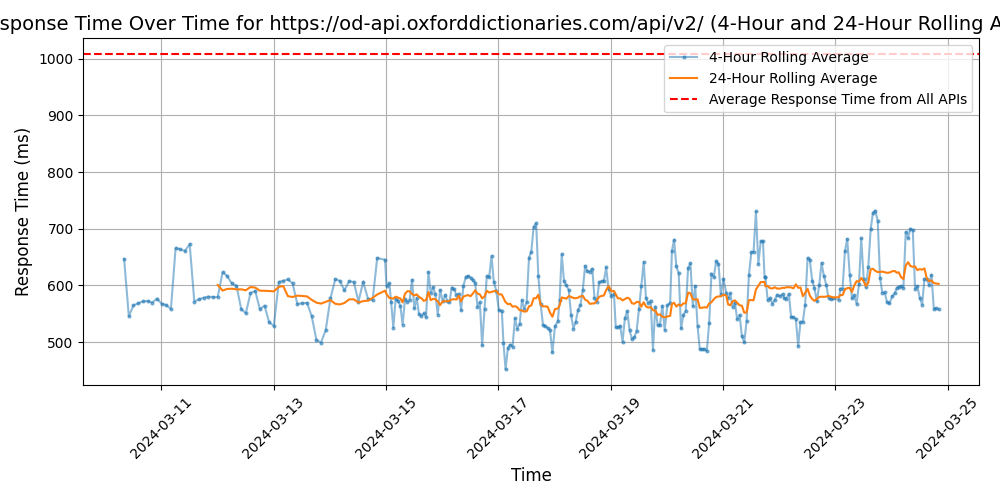 sponse Time Over Time for https://od-api.oxforddictionaries.com/api/v2/ (4-Hour and 24-Hour Rolling A
4-Hour Rolling Average
24-Hour Rolling Average
Average Response Time from All APIs
Response Time (ms)
1000
900
800
700
600
500
2024-03-11
2024-03-13
2024-03-15
2024-03-17
2024-03-19
2024-03-21
2024-03-23
2024-03-25
Time